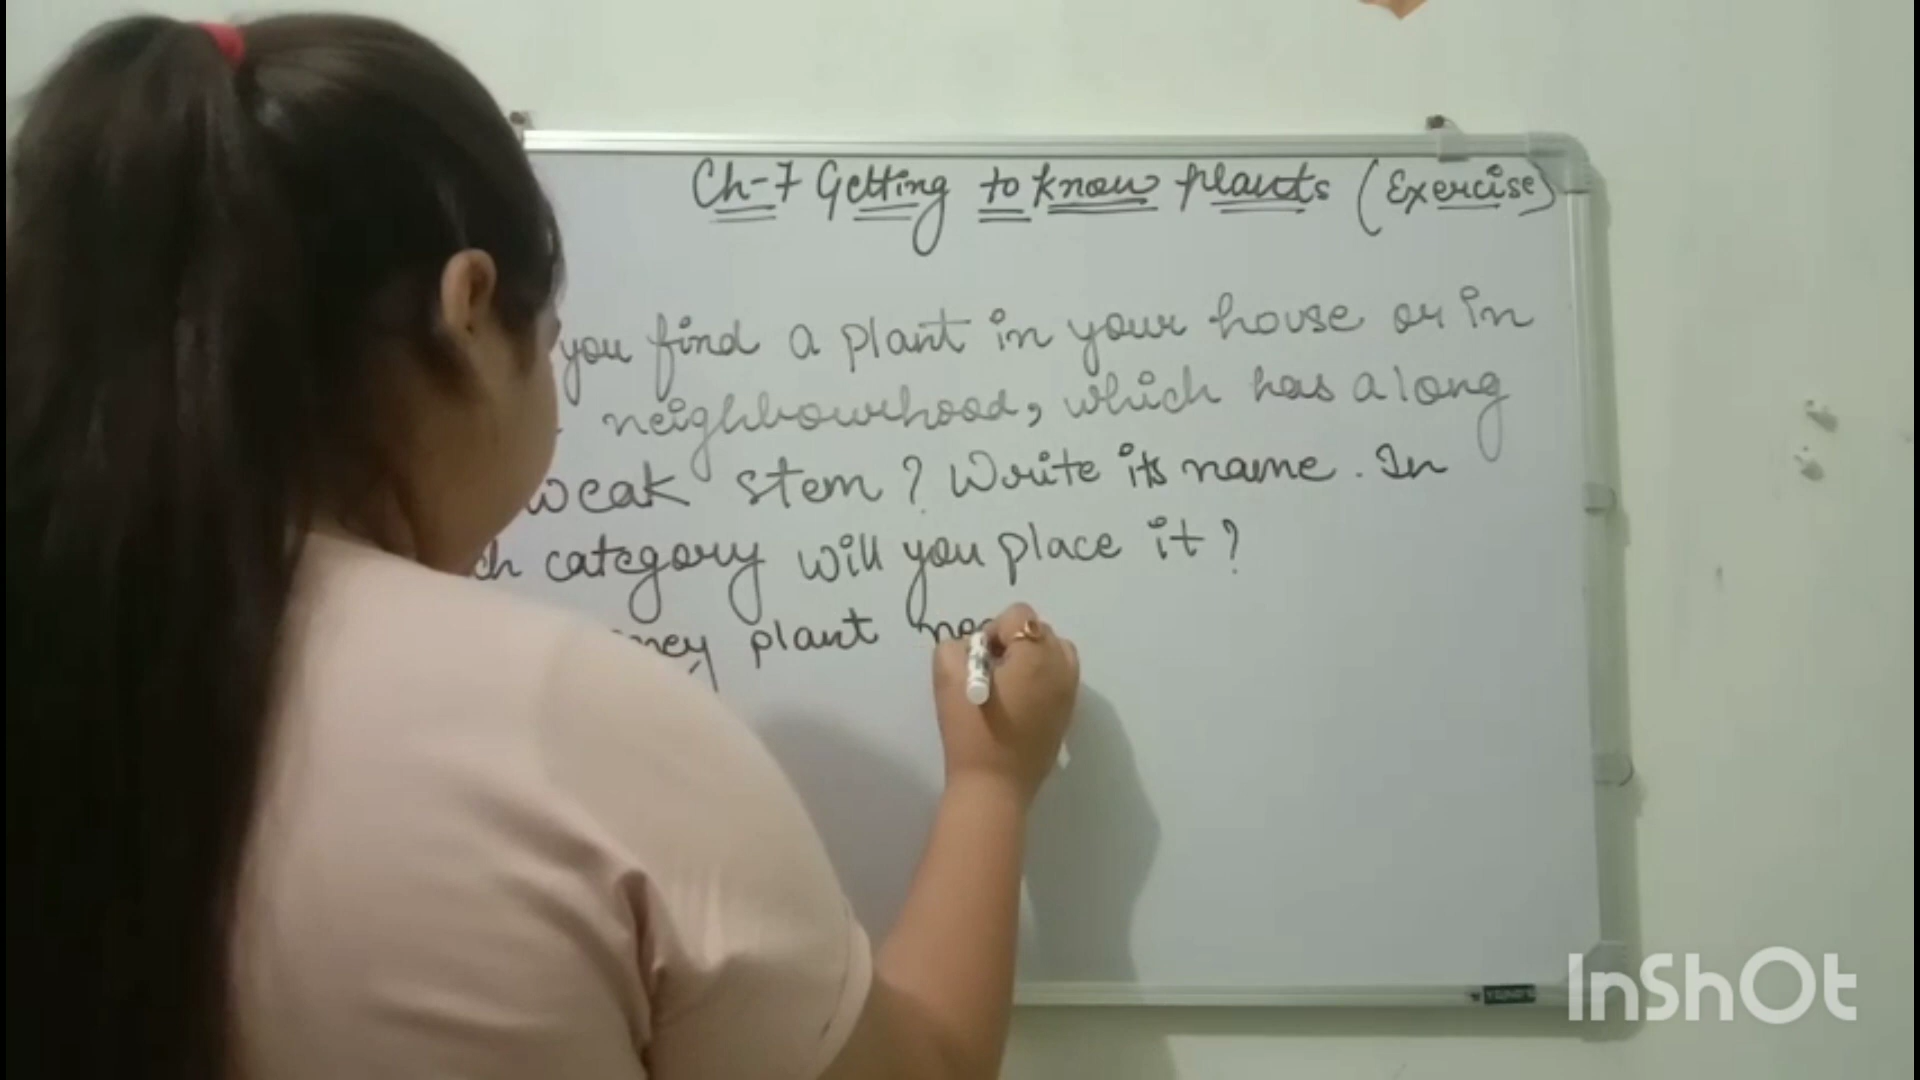 Ch-7 Getting to know plants (Exercise)
you find a plant in your house or in
neighbourhood, which has a long
weak stem? Write its name. In
ch category will you place it?
ney plant
InShOt